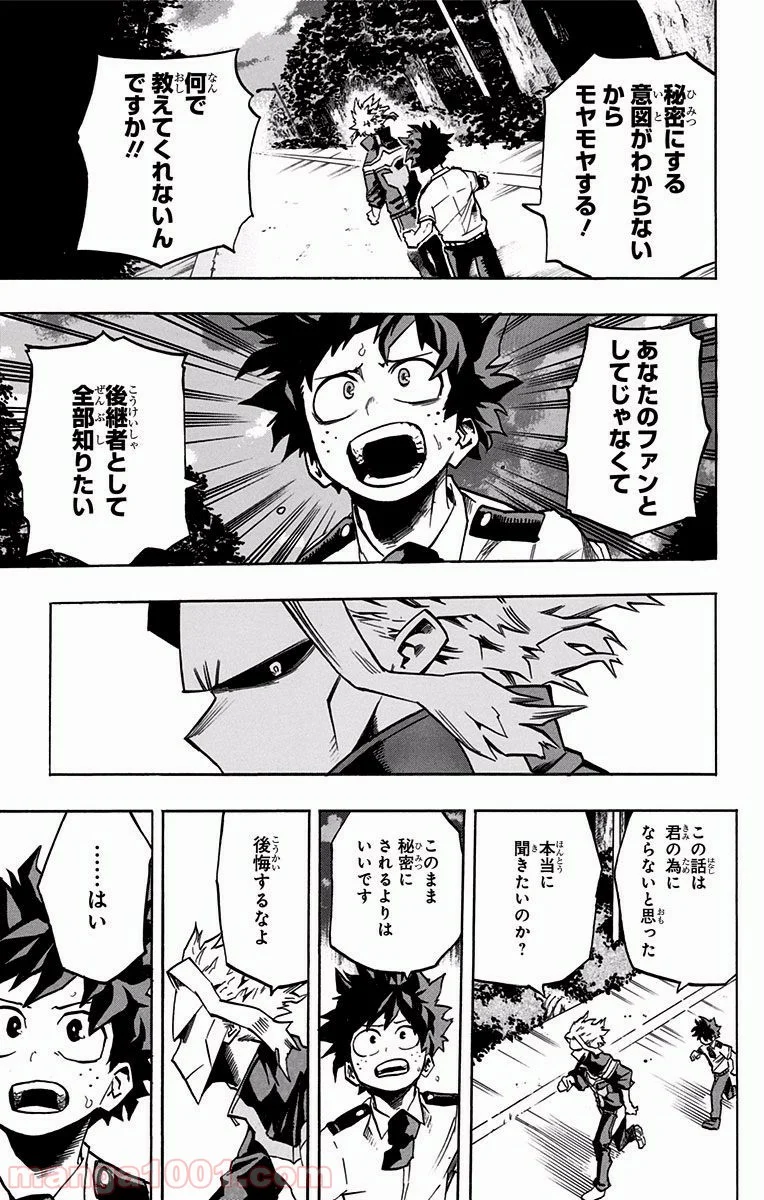 秘密にする
意図がわからない
から
モヤモヤする!
何で
教えてくれないん
ですか!!
あなたのファンと
してじゃなくて
後継者として
全部知りたい
この話は
君の為に
ならないと思った
本当に
聞きたいのか?
このまま
秘密に
されるよりは
いいです
後悔するなよ
……はい
manga1001.com